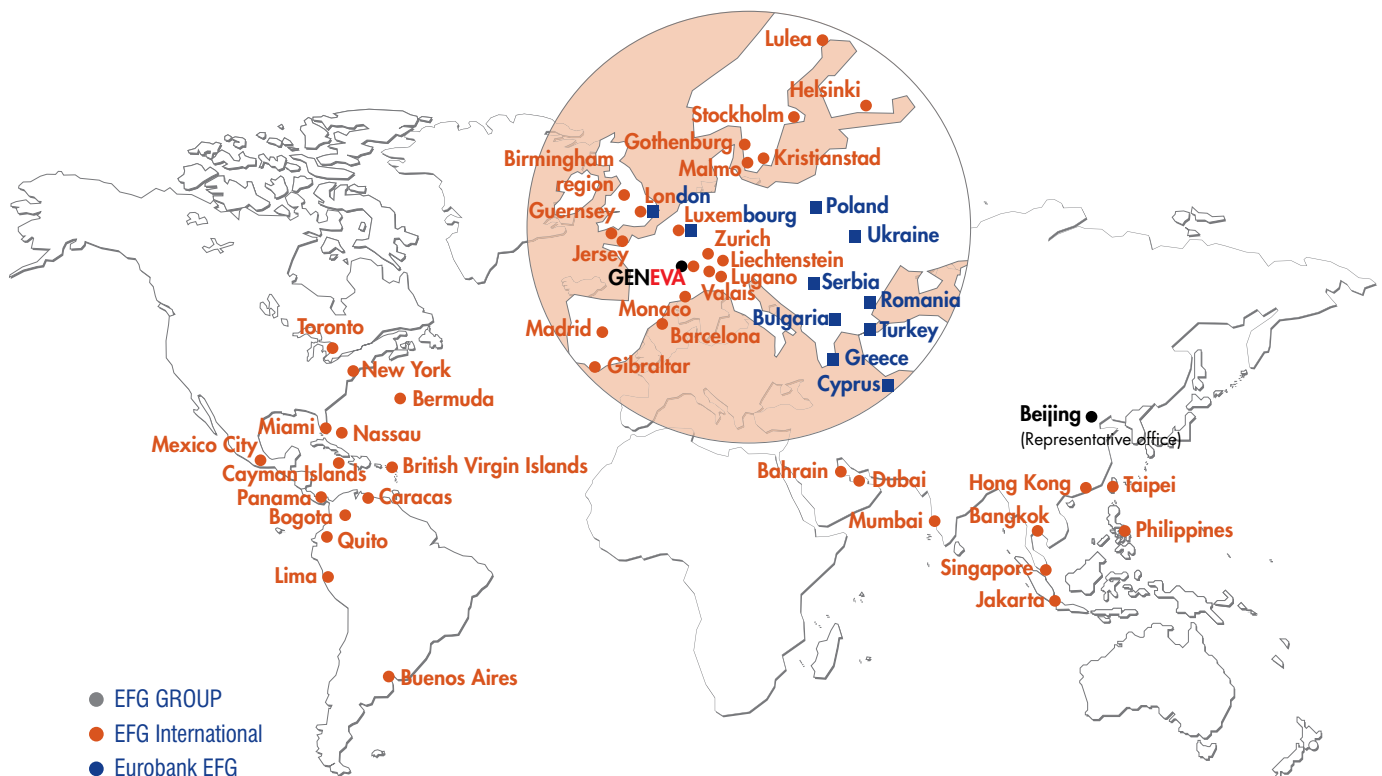 Lulea
Helsinki
Stockholm
Gothenburg
Birmingham
region
Malmo
Kristianstad
London
Guernsey
Luxembourg
Poland
Ukraine
Jersey
Zurich
Liechtenstein
GENEVA
Lugano
Serbia
Valais
Romania
Monaco
Bulgaria
Madrid
Barcelona
Turkey
Toronto
Gibraltar
Greece
New York
Cyprus
Bermuda
Beijing
(Representative office)
Miami
Nassau
Mexico City
Cayman Islands
British Virgin Islands
Bahrain
Dubai
Hong Kong
Taipei
Panama
Caracas
Bogota
Mumbai
Bangkok
Philippines
Quito
Singapore
Lima
Jakarta
Buenos Aires
EFG GROUP
EFG International
Eurobank EFG